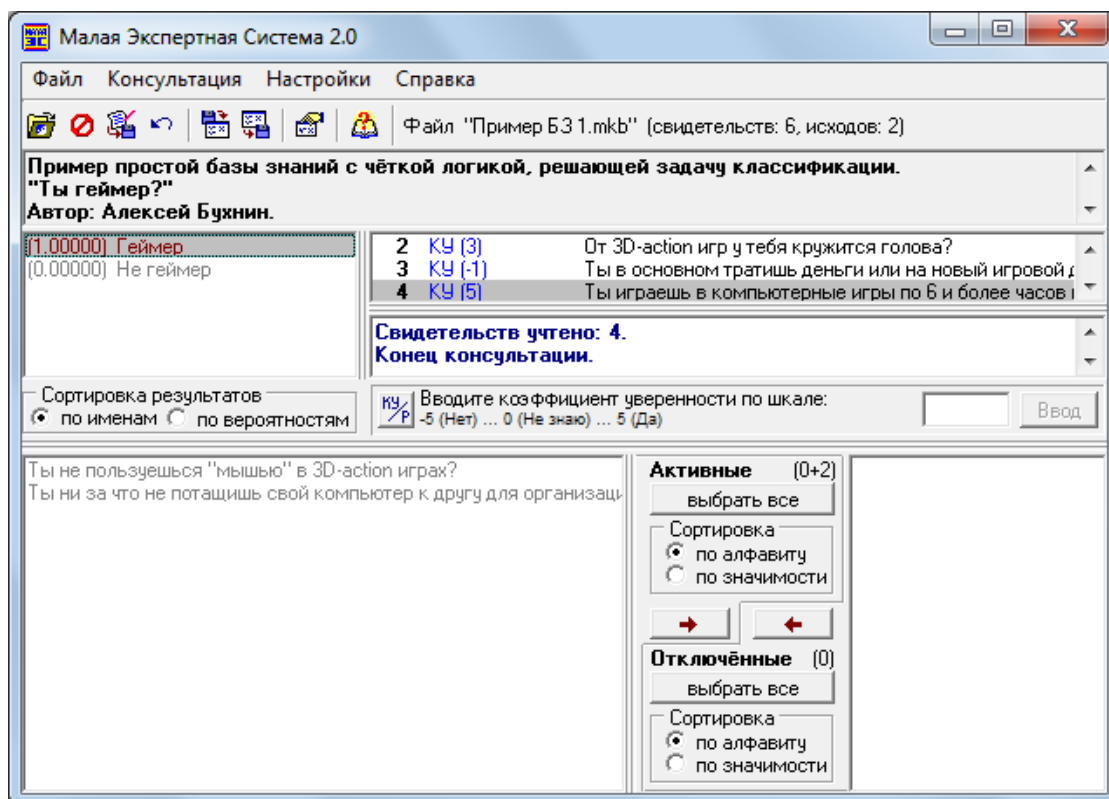 Малая Экспертная Система 2.0
Файл Консультация Настройки Справка
Файл "Пример БЗ 1.mkb" (свидетельств: 6, исходов: 2)
Пример простой базы знаний с чёткой логикой, решающей задачу классификации.
"Ты геймер?"
Автор: Алексей Бухнин.
(1.00000) Геймер
(0.00000) Не геймер
2 КУ (3) От 3D-action игр у тебя кружится голова?
3 КУ (-1) Ты в основном тратишь деньги или на новый игровой
4 КУ (5) Ты играешь в компьютерные игры по 6 и более часов
Свидетельств учтено: 4.
Конец консультации.
Сортировка результатов
по именам по вероятностям
КУ/Р Вводите коэффициент уверенности по шкале:
-5 (Нет) ... 0 (Не знаю) ... 5 (Да)
Ввод
Ты не пользуешься "мышью" в 3D-action играх?
Ты ни за что не потащишь свой компьютер к другу для организаци
Активные (0+2)
выбрать все
Сортировка
по алфавиту
по значимости
Отключённые (0)
выбрать все
Сортировка
по алфавиту
по значимости